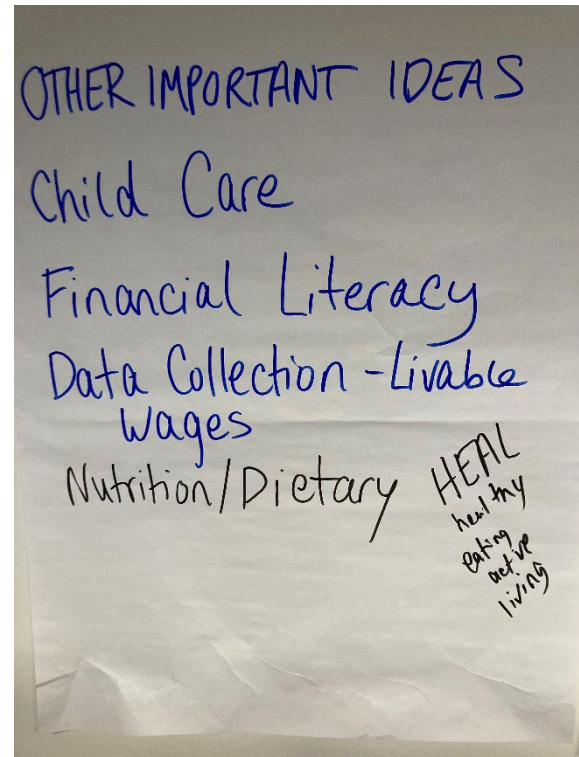 OTHER IMPORTANT IDEAS
Child Care
Financial Literacy
Data Collection - Livable
Wages
Nutrition/Dietary
HEAL
healthy
eating
active
living